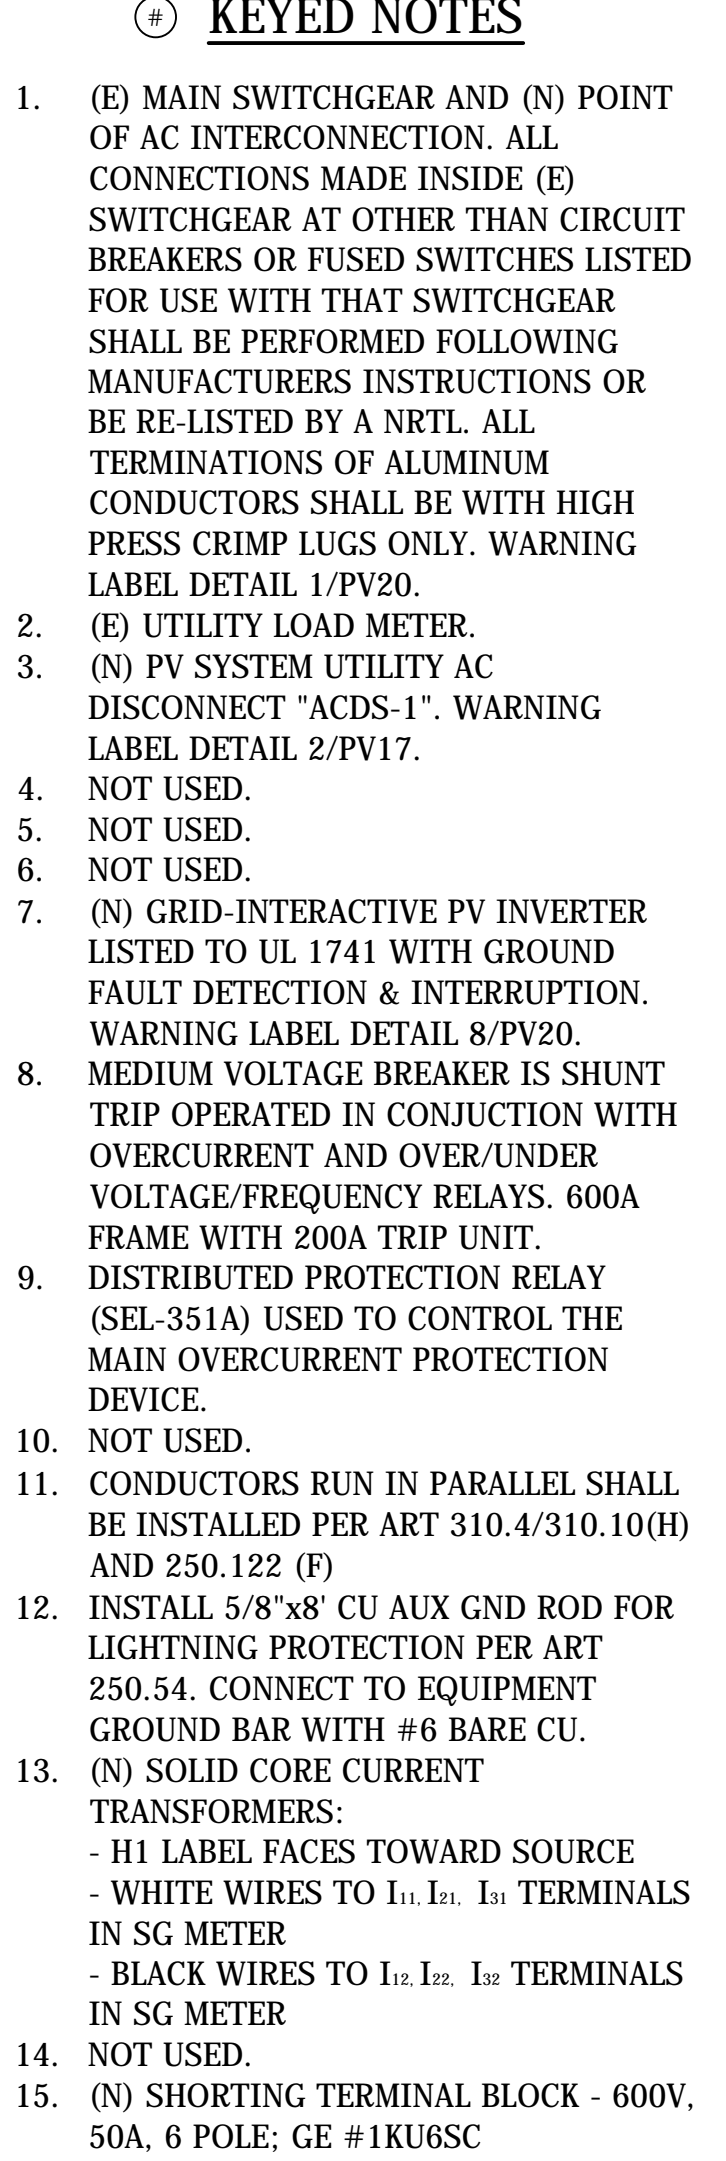 # KEYED NOTES
1. (E) MAIN SWITCHGEAR AND (N) POINT
OF AC INTERCONNECTION. ALL
CONNECTIONS MADE INSIDE (E)
SWITCHGEAR AT OTHER THAN CIRCUIT
BREAKERS OR FUSED SWITCHES LISTED
FOR USE WITH THAT SWITCHGEAR
SHALL BE PERFORMED FOLLOWING
MANUFACTURERS INSTRUCTIONS OR
BE RE-LISTED BY A NRTL. ALL
TERMINATIONS OF ALUMINUM
CONDUCTORS SHALL BE WITH HIGH
PRESS CRIMP LUGS ONLY. WARNING
LABEL DETAIL 1/PV20.
2. (E) UTILITY LOAD METER.
3. (N) PV SYSTEM UTILITY AC
DISCONNECT "ACDS-1". WARNING
LABEL DETAIL 2/PV17.
4. NOT USED.
5. NOT USED.
6. NOT USED.
7. (N) GRID-INTERACTIVE PV INVERTER
LISTED TO UL 1741 WITH GROUND
FAULT DETECTION & INTERRUPTION.
WARNING LABEL DETAIL 8/PV20.
8. MEDIUM VOLTAGE BREAKER IS SHUNT
TRIP OPERATED IN CONJUCTION WITH
OVERCURRENT AND OVER/UNDER
VOLTAGE/FREQUENCY RELAYS. 600A
FRAME WITH 200A TRIP UNIT.
9. DISTRIBUTED PROTECTION RELAY
(SEL-351A) USED TO CONTROL THE
MAIN OVERCURRENT PROTECTION
DEVICE.
10. NOT USED.
11. CONDUCTORS RUN IN PARALLEL SHALL
BE INSTALLED PER ART 310.4/310.10(H)
AND 250.122 (F)
12. INSTALL 5/8"x8' CU AUX GND ROD FOR
LIGHTNING PROTECTION PER ART
250.54. CONNECT TO EQUIPMENT
GROUND BAR WITH #6 BARE CU.
13. (N) SOLID CORE CURRENT
TRANSFORMERS:
- H1 LABEL FACES TOWARD SOURCE
- WHITE WIRES TO I11, I21, I31 TERMINALS
IN SG METER
- BLACK WIRES TO I12, I22, I32 TERMINALS
IN SG METER
14. NOT USED.
15. (N) SHORTING TERMINAL BLOCK - 600V,
50A, 6 POLE; GE #1KU6SC